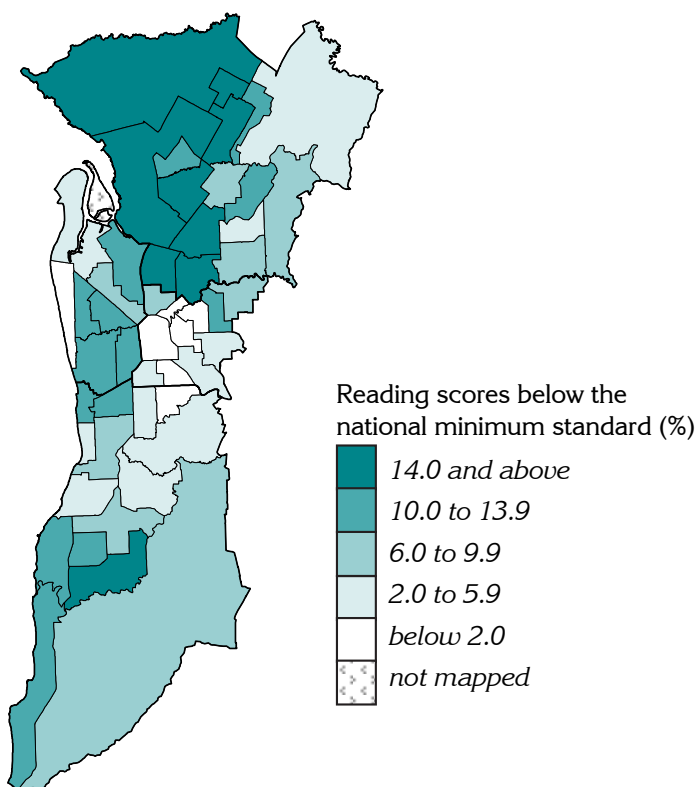 Reading scores below the
national minimum standard (%)
14.0 and above
10.0 to 13.9
6.0 to 9.9
2.0 to 5.9
below 2.0
not mapped